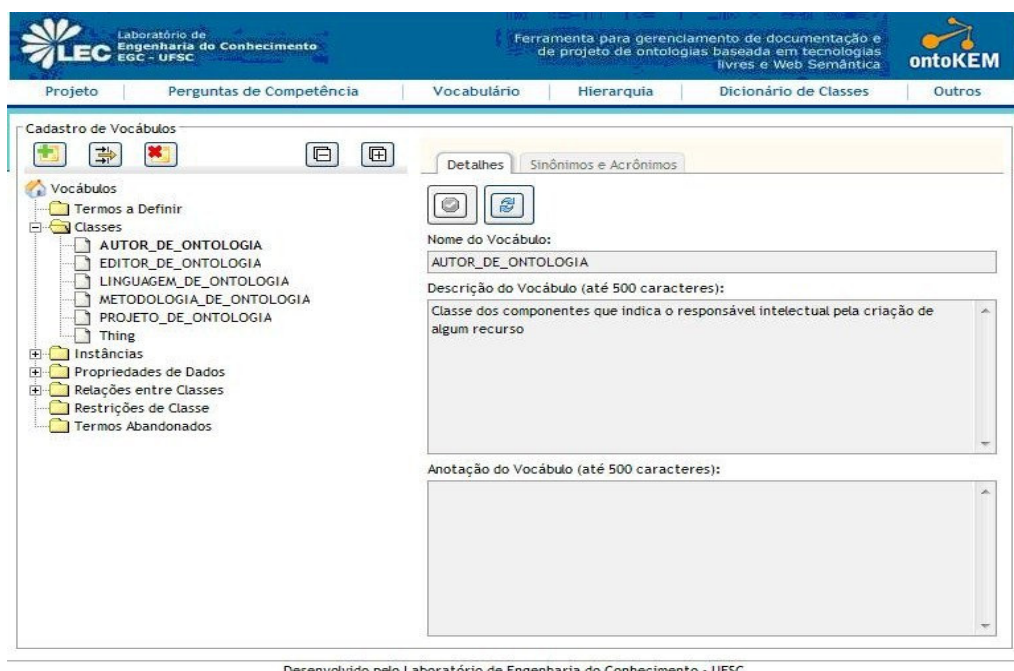 LEC
Laboratório de
Engenharia do Conhecimento
EGC - UFSC
Ferramenta para gerenciamento de documentação e
de projeto de ontologias baseada em tecnologias
livres e Web Semântica
ontoKEM
Projeto
Perguntas de Competência
Vocabulário
Hierarquia
Dicionário de Classes
Outros
Cadastro de Vocábulos
Vocábulos
Termos a Definir
Classes
AUTOR_DE_ONTOLOGIA
EDITOR_DE_ONTOLOGIA
LINGUAGEM_DE_ONTOLOGIA
METODOLOGIA_DE_ONTOLOGIA
PROJETO_DE_ONTOLOGIA
Thing
Instâncias
Propriedades de Dados
Relações entre Classes
Restrições de Classe
Termos Abandonados
Detalhes
Sinônimos e Acrônimos
Nome do Vocábulo:
AUTOR_DE_ONTOLOGIA
Descrição do Vocábulo (até 500 caracteres):
Classe dos componentes que indica o responsável intelectual pela criação de
algum recurso
Anotação do Vocábulo (até 500 caracteres):
Desenvolvido pelo Laboratório de Engenharia do Conhecimento - UFSC